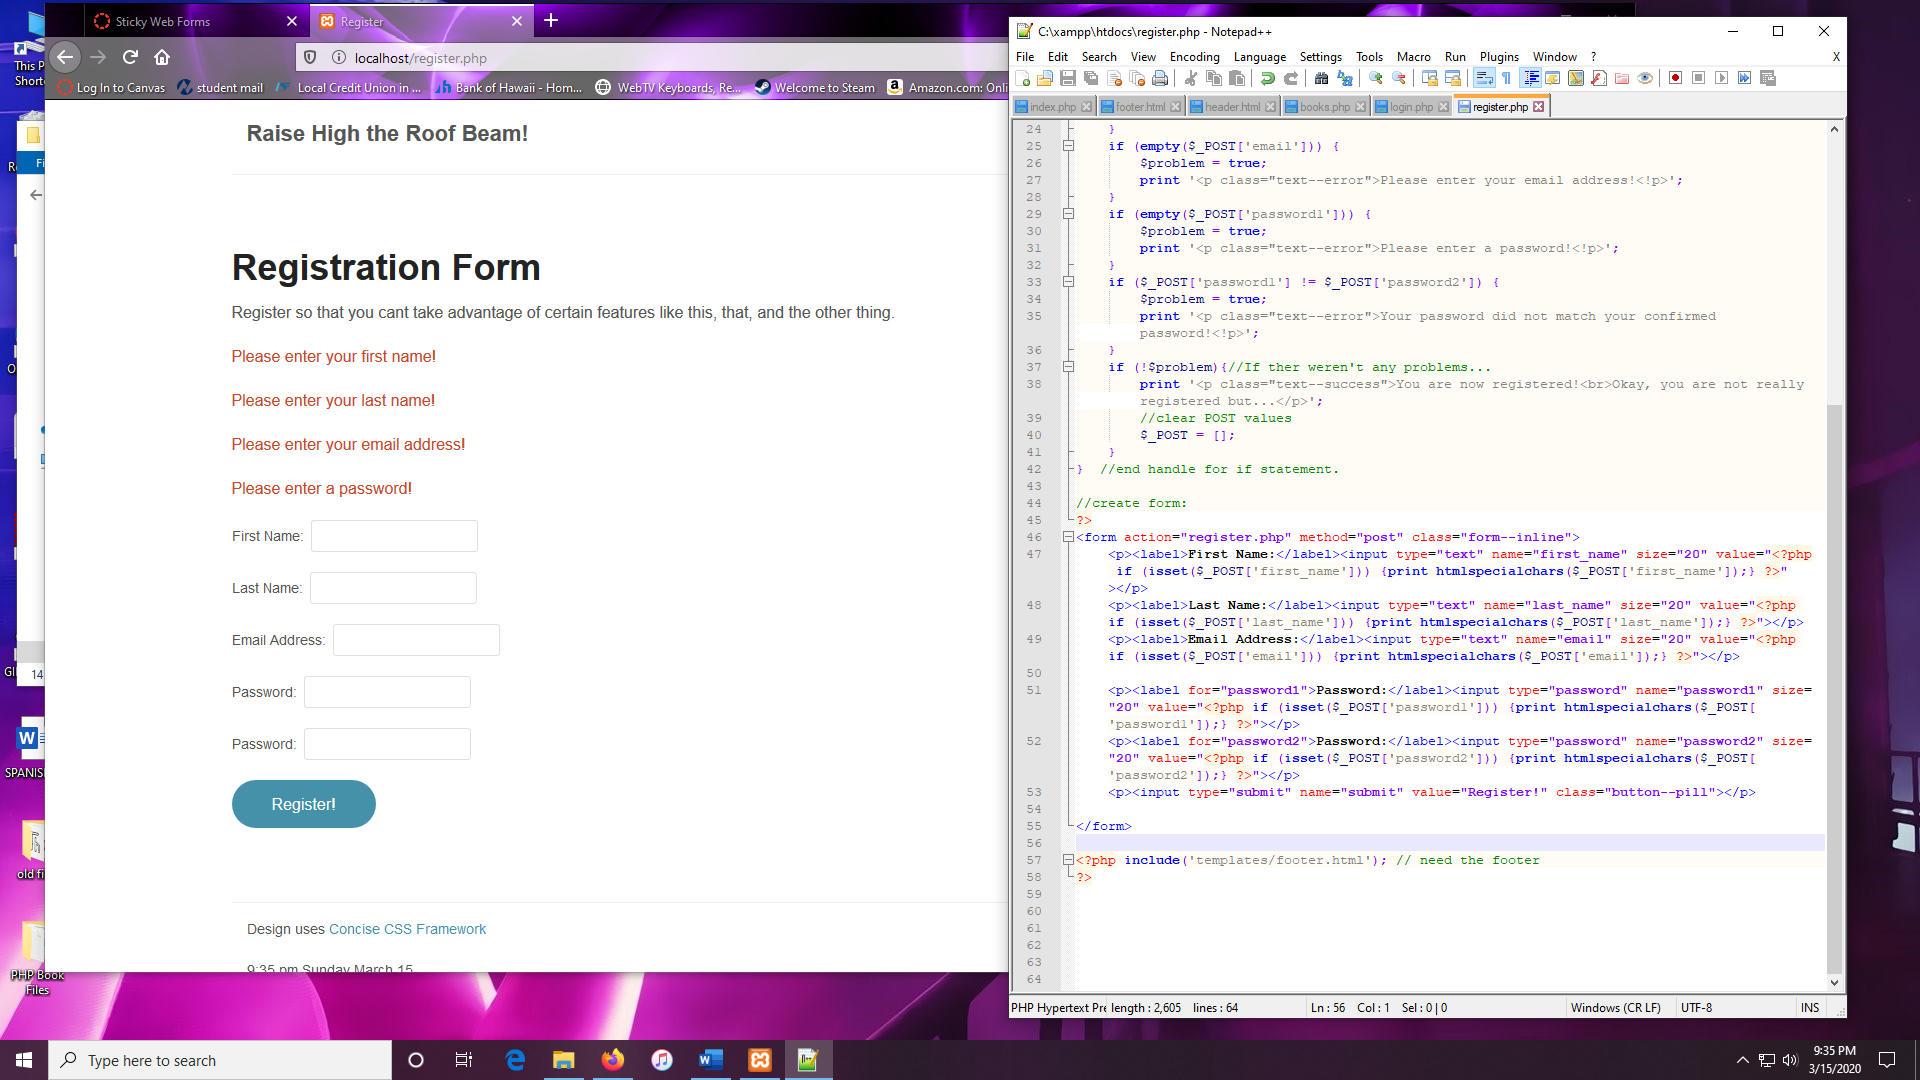 Sticky Web Forms
Register
localhost/register.php
Log In to Canvas
student mail
Local Credit Union in ...
Bank of Hawaii - Hom...
WebTV Keyboards, Re...
Welcome to Steam
Amazon.com: Onli
Raise High the Roof Beam!
Registration Form
Register so that you cant take advantage of certain features like this, that, and the other thing.
Please enter your first name!
Please enter your last name!
Please enter your email address!
Please enter a password!
First Name:
Last Name:
Email Address:
Password:
Password:
Register!
Design uses Concise CSS Framework
9:35 pm Sunday March 15
This P
Shortc
Fi
14
SPANIS
old fi
PHP Book
Files
C:\xampp\htdocs\register.php - Notepad++
File Edit Search View Encoding Language Settings Tools Macro Run Plugins Window ? X
index.php footer.html header.html books.php login.php register.php
24 }
25 if (empty($_POST['email'])) {
26 $problem = true;
27 print '<p class="text--error">Please enter your email address!<!p>';
28 }
29 if (empty($_POST['password1'])) {
30 $problem = true;
31 print '<p class="text--error">Please enter a password!<!p>';
32 }
33 if ($_POST['password1'] != $_POST['password2']) {
34 $problem = true;
35 print '<p class="text--error">Your password did not match your confirmed
password!<!p>';
36 }
37 if (!$problem){//If ther weren't any problems...
38 print '<p class="text--success">You are now registered!<br>Okay, you are not really
registered but...</p>';
39 //clear POST values
40 $_POST = [];
41 }
42 } //end handle for if statement.
43
44 //create form:
45 ?>
46 <form action="register.php" method="post" class="form--inline">
47 <p><label>First Name:</label><input type="text" name="first_name" size="20" value="<?php
if (isset($_POST['first_name'])) {print htmlspecialchars($_POST['first_name']);} ?>"
></p>
48 <p><label>Last Name:</label><input type="text" name="last_name" size="20" value="<?php
if (isset($_POST['last_name'])) {print htmlspecialchars($_POST['last_name']);} ?>"></p>
49 <p><label>Email Address:</label><input type="text" name="email" size="20" value="<?php
if (isset($_POST['email'])) {print htmlspecialchars($_POST['email']);} ?>"></p>
50
51 <p><label for="password1">Password:</label><input type="password" name="password1" size=
"20" value="<?php if (isset($_POST['password1'])) {print htmlspecialchars($_POST[
'password1']);} ?>"></p>
52 <p><label for="password2">Password:</label><input type="password" name="password2" size=
"20" value="<?php if (isset($_POST['password2'])) {print htmlspecialchars($_POST[
'password2']);} ?>"></p>
53 <p><input type="submit" name="submit" value="Register!" class="button--pill"></p>
54
55 </form>
56
57 <?php include('templates/footer.html'); // need the footer
58 ?>
59
60
61
62
63
64
PHP Hypertext Pre length : 2,605 lines : 64 Ln : 56 Col : 1 Sel : 0 | 0 Windows (CR LF) UTF-8 INS
Type here to search
9:35 PM
3/15/2020